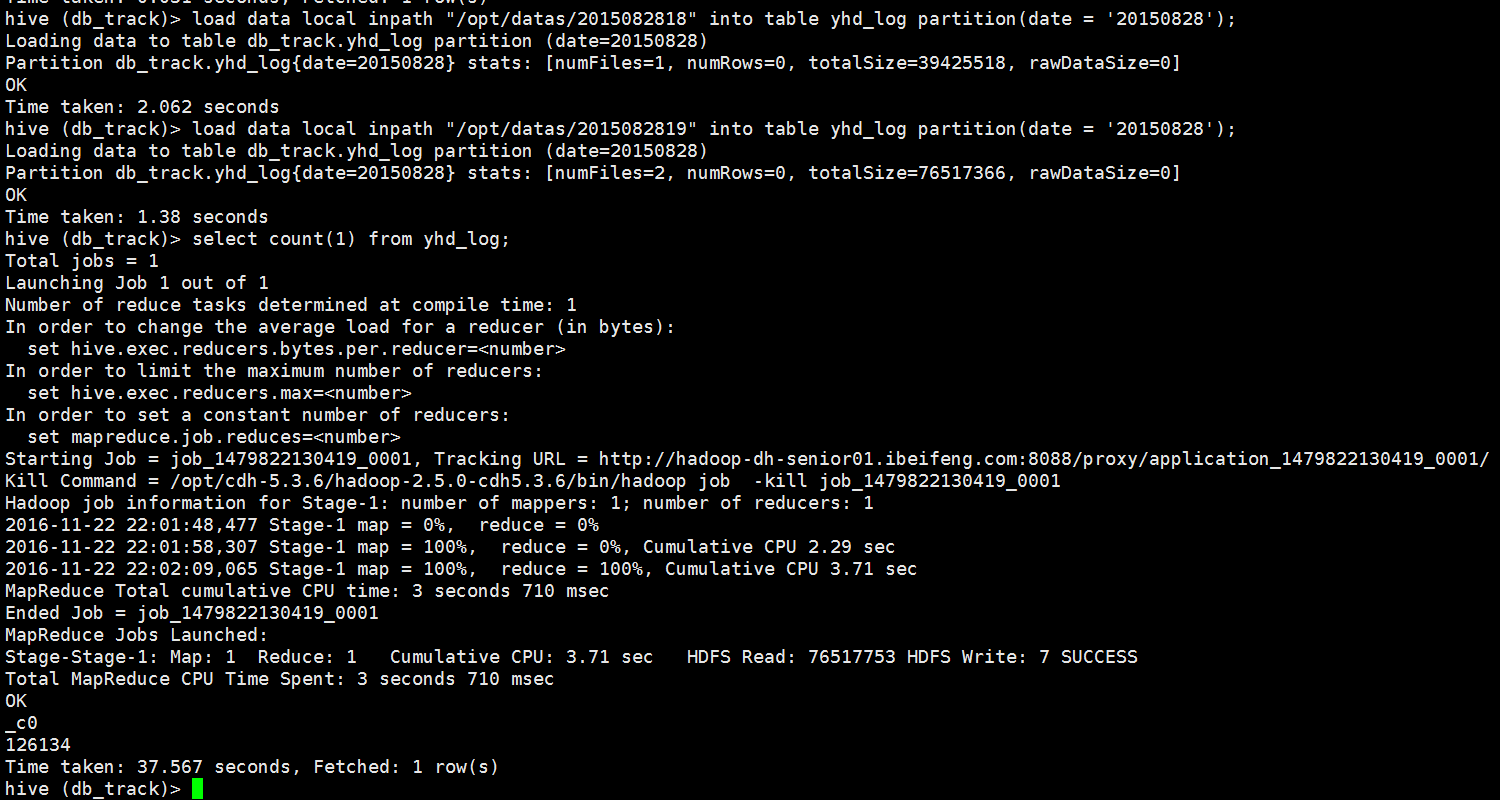 Time taken: 0.031 seconds, Fetched: 1 row(s)
hive (db_track)> load data local inpath "/opt/datas/2015082818" into table yhd_log partition(date = '20150828');
Loading data to table db_track.yhd_log partition (date=20150828)
Partition db_track.yhd_log{date=20150828} stats: [numFiles=1, numRows=0, totalSize=39425518, rawDataSize=0]
OK
Time taken: 2.062 seconds
hive (db_track)> load data local inpath "/opt/datas/2015082819" into table yhd_log partition(date = '20150828');
Loading data to table db_track.yhd_log partition (date=20150828)
Partition db_track.yhd_log{date=20150828} stats: [numFiles=2, numRows=0, totalSize=76517366, rawDataSize=0]
OK
Time taken: 1.38 seconds
hive (db_track)> select count(1) from yhd_log;
Total jobs = 1
Launching Job 1 out of 1
Number of reduce tasks determined at compile time: 1
In order to change the average load for a reducer (in bytes):
  set hive.exec.reducers.bytes.per.reducer=<number>
In order to limit the maximum number of reducers:
  set hive.exec.reducers.max=<number>
In order to set a constant number of reducers:
  set mapreduce.job.reduces=<number>
Starting Job = job_1479822130419_0001, Tracking URL = http://hadoop-dh-senior01.ibeifeng.com:8088/proxy/application_1479822130419_0001/
Kill Command = /opt/cdh-5.3.6/hadoop-2.5.0-cdh5.3.6/bin/hadoop job  -kill job_1479822130419_0001
Hadoop job information for Stage-1: number of mappers: 1; number of reducers: 1
2016-11-22 22:01:48,477 Stage-1 map = 0%,  reduce = 0%
2016-11-22 22:01:58,307 Stage-1 map = 100%,  reduce = 0%, Cumulative CPU 2.29 sec
2016-11-22 22:02:09,065 Stage-1 map = 100%,  reduce = 100%, Cumulative CPU 3.71 sec
MapReduce Total cumulative CPU time: 3 seconds 710 msec
Ended Job = job_1479822130419_0001
MapReduce Jobs Launched:
Stage-Stage-1: Map: 1  Reduce: 1   Cumulative CPU: 3.71 sec   HDFS Read: 76517753 HDFS Write: 7 SUCCESS
Total MapReduce CPU Time Spent: 3 seconds 710 msec
OK
_c0
126134
Time taken: 37.567 seconds, Fetched: 1 row(s)
hive (db_track)>